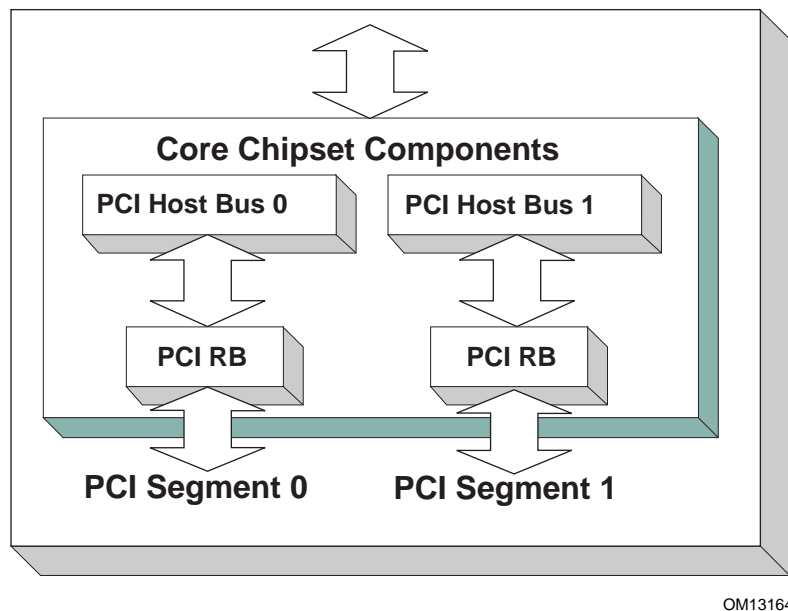 Core Chipset Components
PCI Host Bus 0
PCI Host Bus 1
PCI RB
PCI RB
PCI Segment 0
PCI Segment 1
OM13164